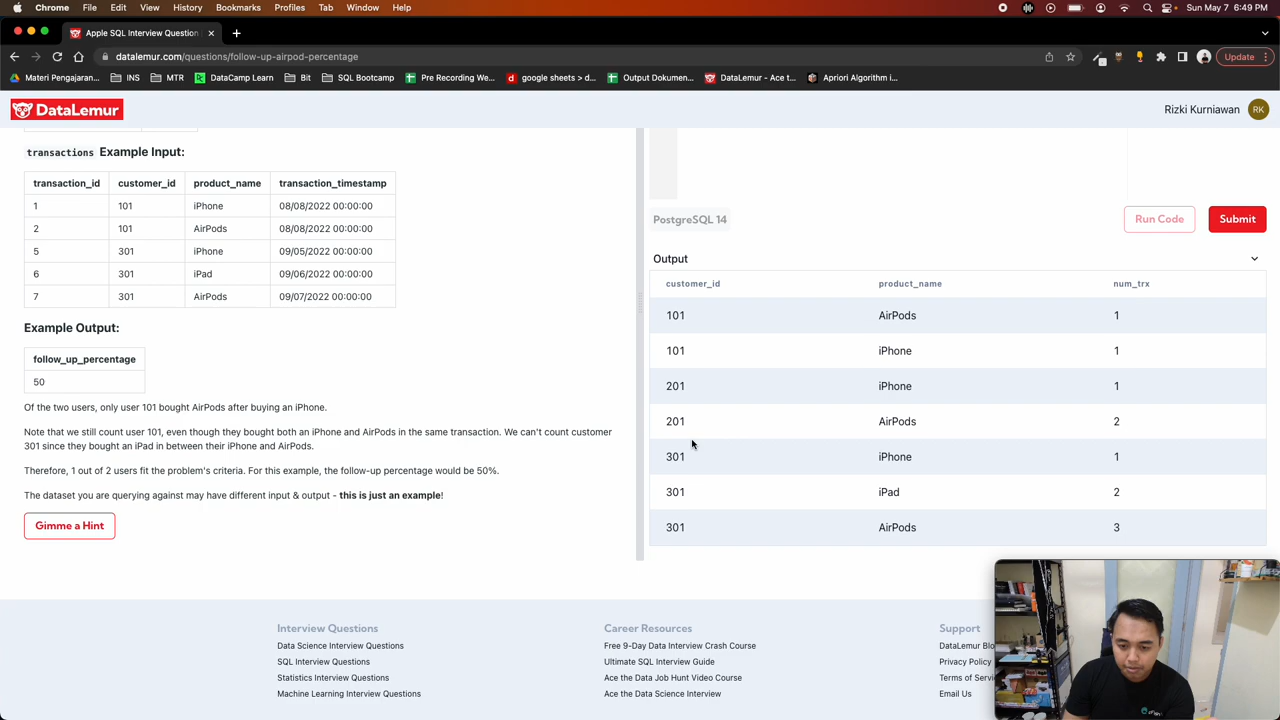 Chrome File Edit View History Bookmarks Profiles Tab Window Help Sun May 7 6:49 PM
Apple SQL Interview Question
datalemur.com/questions/follow-up-airpod-percentage Update
Materi Pengajaran... INS MTR DataCamp Learn Bit SQL Bootcamp Pre Recording We... google sheets > d... Output Dokumen... DataLemur - Ace t... Apriori Algorithm i...
DataLemur Rizki Kurniawan RK
transactions Example Input:
transaction_id customer_id product_name transaction_timestamp
1 101 iPhone 08/08/2022 00:00:00
2 101 AirPods 08/08/2022 00:00:00
5 301 iPhone 09/05/2022 00:00:00
6 301 iPad 09/06/2022 00:00:00
7 301 AirPods 09/07/2022 00:00:00
Example Output:
follow_up_percentage
50
Of the two users, only user 101 bought AirPods after buying an iPhone.
Note that we still count user 101, even though they bought both an iPhone and AirPods in the same transaction. We can't count customer
301 since they bought an iPad in between their iPhone and AirPods.
Therefore, 1 out of 2 users fit the problem's criteria. For this example, the follow-up percentage would be 50%.
The dataset you are querying against may have different input & output - this is just an example!
Gimme a Hint
PostgreSQL 14 Run Code Submit
Output
customer_id product_name num_trx
101 AirPods 1
101 iPhone 1
201 iPhone 1
201 AirPods 2
301 iPhone 1
301 iPad 2
301 AirPods 3
Interview Questions
Data Science Interview Questions
SQL Interview Questions
Statistics Interview Questions
Machine Learning Interview Questions
Career Resources
Free 9-Day Data Interview Crash Course
Ultimate SQL Interview Guide
Ace the Data Job Hunt Video Course
Ace the Data Science Interview
Support
DataLemur Blo
Privacy Policy
Terms of Servi
Email Us